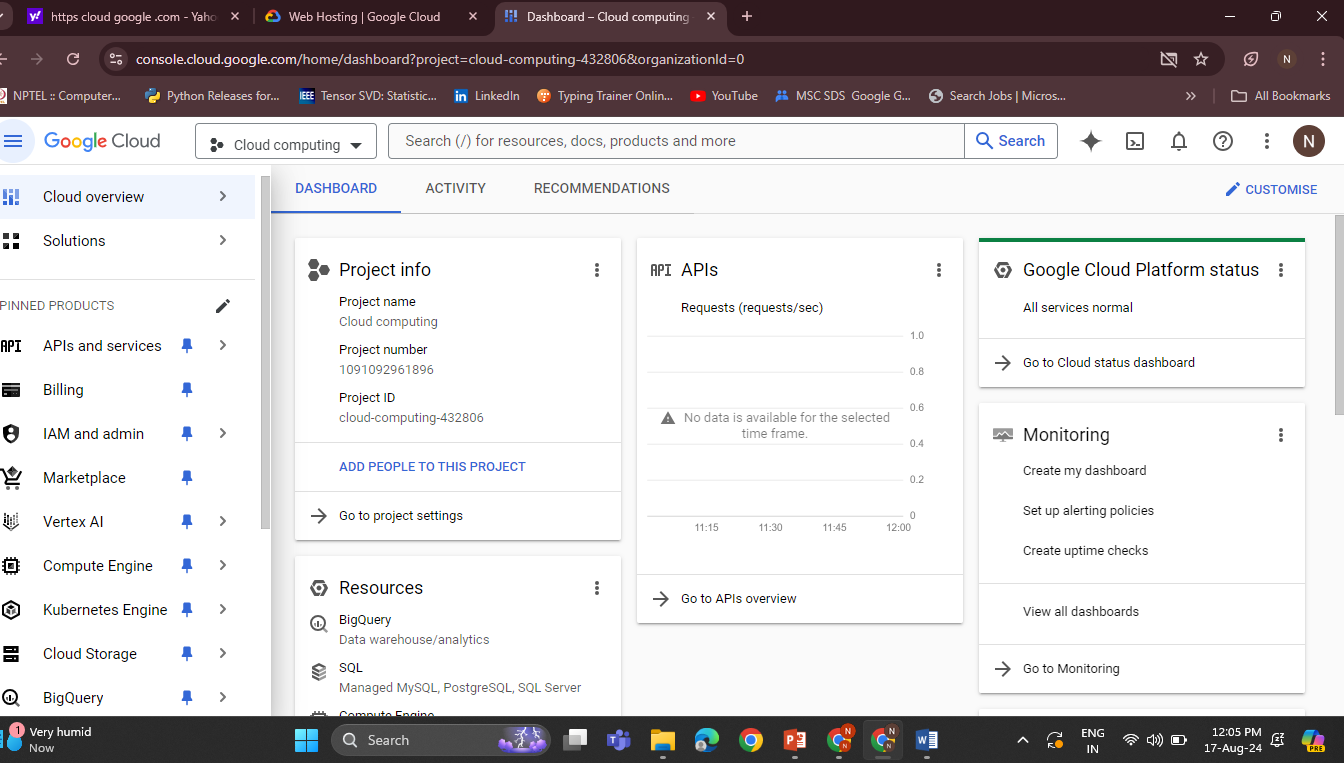 https cloud google .com - Yaho
Web Hosting | Google Cloud
Dashboard – Cloud computing
console.cloud.google.com/home/dashboard?project=cloud-computing-432806&organizationId=0
N
NPTEL :: Computer...
Python Releases for...
IEEE
Tensor SVD: Statistic...
LinkedIn
Typing Trainer Onlin...
YouTube
MSC SDS Google G...
Search Jobs | Micros...
All Bookmarks
Google Cloud
Cloud computing
Search (/) for resources, docs, products and more
Search
N
Cloud overview
Solutions
PINNED PRODUCTS
API
APIs and services
Billing
IAM and admin
Marketplace
Vertex AI
Compute Engine
Kubernetes Engine
Cloud Storage
BigQuery
DASHBOARD
ACTIVITY
RECOMMENDATIONS
CUSTOMISE
Project info
Project name
Cloud computing
Project number
1091092961896
Project ID
cloud-computing-432806
ADD PEOPLE TO THIS PROJECT
Go to project settings
Resources
BigQuery
Data warehouse/analytics
SQL
Managed MySQL, PostgreSQL, SQL Server
Compute Engine
API
APIs
Requests (requests/sec)
1.0
0.8
0.6
0.4
0.2
0
No data is available for the selected
time frame.
11:15
11:30
11:45
12:00
Go to APIs overview
Google Cloud Platform status
All services normal
Go to Cloud status dashboard
Monitoring
Create my dashboard
Set up alerting policies
Create uptime checks
View all dashboards
Go to Monitoring
1
Very humid
Now
Search
ENG
IN
12:05 PM
17-Aug-24
PRE